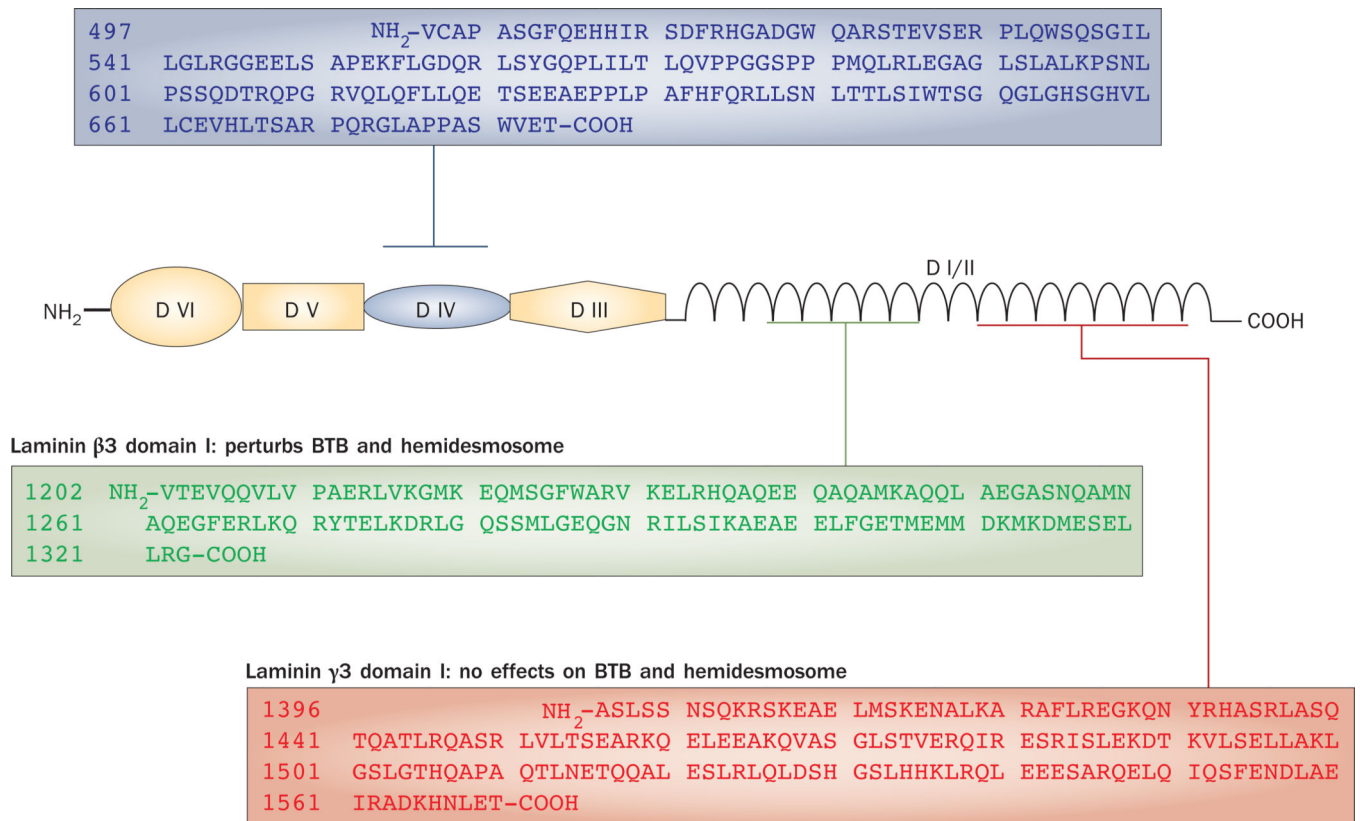 497 NH2-VCAP ASGFQEHHIR SDFRHGADGW QARSTEVSER PLQWSQSGIL
541 LGLRGGEELS APEKFLGDQR LSYGQPLILT LQVPPGGSPP PMQLRLEGAG LSLALKPSNL
601 PSSQDTRQPG RVQLQFLLQE TSEEAEPPLP AFHFQRLLSN LTTLSIWTSG QGLGHSGHVL
661 LCEVHLTSAR PQRGLAPPAS WVET-COOH
D I/II
NH2 D VI D V D IV D III COOH
Laminin β3 domain I: perturbs BTB and hemidesmosome
1202 NH2-VTEVQQVLV PAERLVKGMK EQMSGFWARV KELRHQAQEE QAQAMKAQQL AEGASNQAMN
1261 AQEGFERLKQ RYTELKDRLG QSSMLGEQGN RILSIKAEAE ELFGETMEMM DKMKDMESEL
1321 LRG-COOH
Laminin γ3 domain I: no effects on BTB and hemidesmosome
1396 NH2-ASLSS NSQKRSKEAE LMSKENALKA RAFLREGKQN YRHASRLASQ
1441 TQATLRQASR LVLTSEARKQ ELEEAKQVAS GLSTVERQIR ESRISLEKDT KVLSELLAKL
1501 GSLGTHQAPA QTLNETQQAL ESLRLQLDSH GSLHHKLRQL EEESARQELQ IQSFENDLAE
1561 IRADKHNLET-COOH